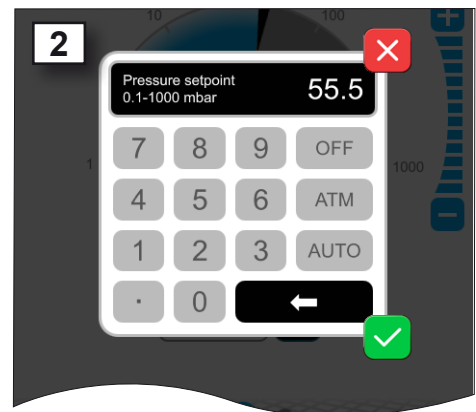 2
10
100
Pressure setpoint
0.1-1000 mbar
55.5
7 8 9 OFF
1
1000
4 5 6 ATM
1 2 3 AUTO
. 0